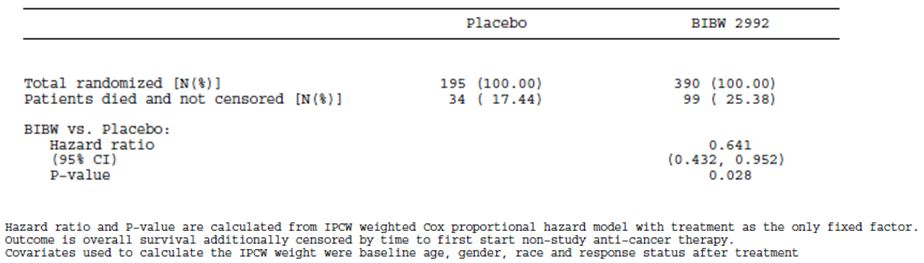 Placebo BIBW 2992
Total randomized [N(%)] 195 (100.00) 390 (100.00)
Patients died and not censored [N(%)] 34 ( 17.44) 99 ( 25.38)
BIBW vs. Placebo:
Hazard ratio 0.641
(95% CI) (0.432, 0.952)
P-value 0.028
Hazard ratio and P-value are calculated from IPCW weighted Cox proportional hazard model with treatment as the only fixed factor.
Outcome is overall survival additionally censored by time to first start non-study anti-cancer therapy.
Covariates used to calculate the IPCW weight were baseline age, gender, race and response status after treatment